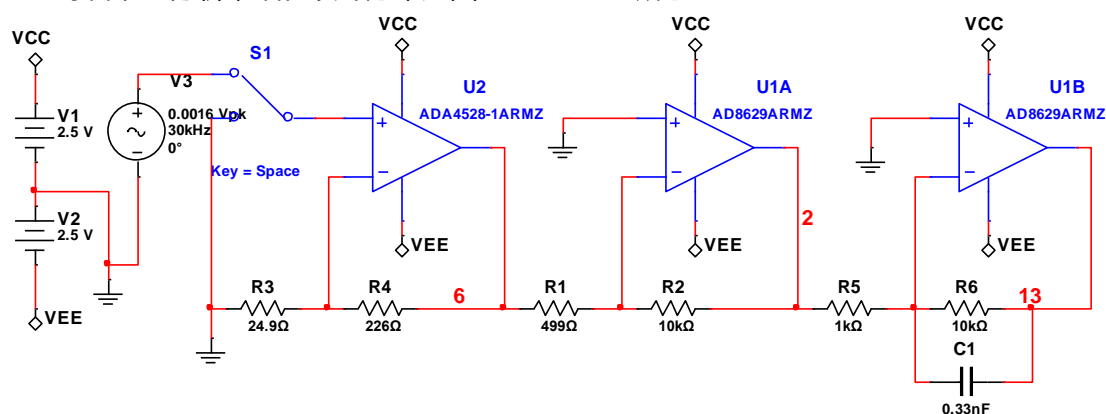 VCC
V1
2.5 V
V2
2.5 V
VEE
V3
0.0016 Vpk
30kHz
0°
S1
Key = Space
VCC
U2
ADA4528-1ARMZ
VEE
R3
24.9Ω
R4
226Ω
6
VCC
U1A
AD8629ARMZ
VEE
R1
499Ω
R2
10kΩ
2
VCC
U1B
AD8629ARMZ
VEE
R5
1kΩ
R6
10kΩ
13
C1
0.33nF